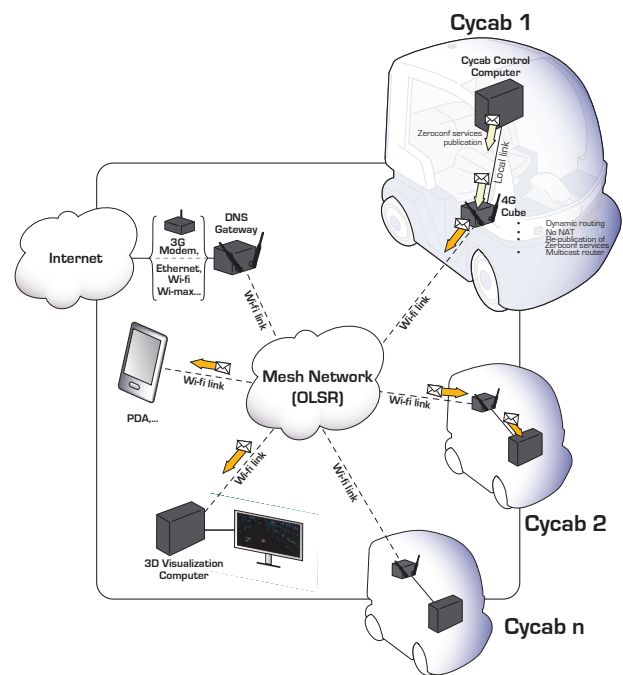 Cycab 1
Cycab Control
Computer
Zeroconf services
publication
Local link
4G
Cube
Dynamic routing
No NAT
Re-publication of
Zeroconf services
Multicast router
DNS
Gateway
3G
Modem,
Ethernet,
Wi-fi
Wi-max...
Internet
Wi-fi link
Wi-fi link
Mesh Network
(OLSR)
Wi-fi link
PDA,...
Wi-fi link
Wi-fi link
Wi-fi link
Cycab 2
3D Visualization
Computer
Cycab n